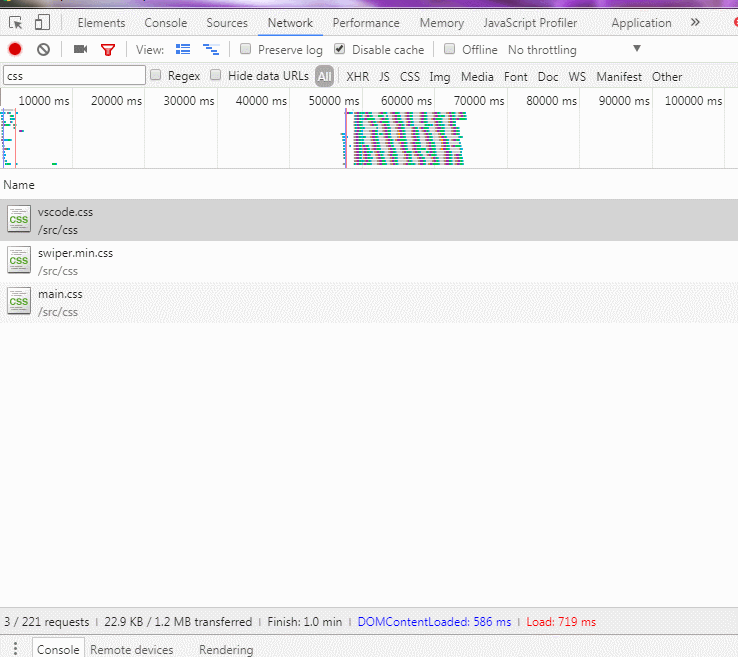 Elements Console Sources Network Performance Memory JavaScript Profiler Application »
View: Preserve log Disable cache Offline No throttling
css Regex Hide data URLs All XHR JS CSS Img Media Font Doc WS Manifest Other
10000 ms 20000 ms 30000 ms 40000 ms 50000 ms 60000 ms 70000 ms 80000 ms 90000 ms 100000 ms
Name
CSS vscode.css
/src/css
CSS swiper.min.css
/src/css
CSS main.css
/src/css
3 / 221 requests | 22.9 KB / 1.2 MB transferred | Finish: 1.0 min | DOMContentLoaded: 586 ms | Load: 719 ms
Console Remote devices Rendering